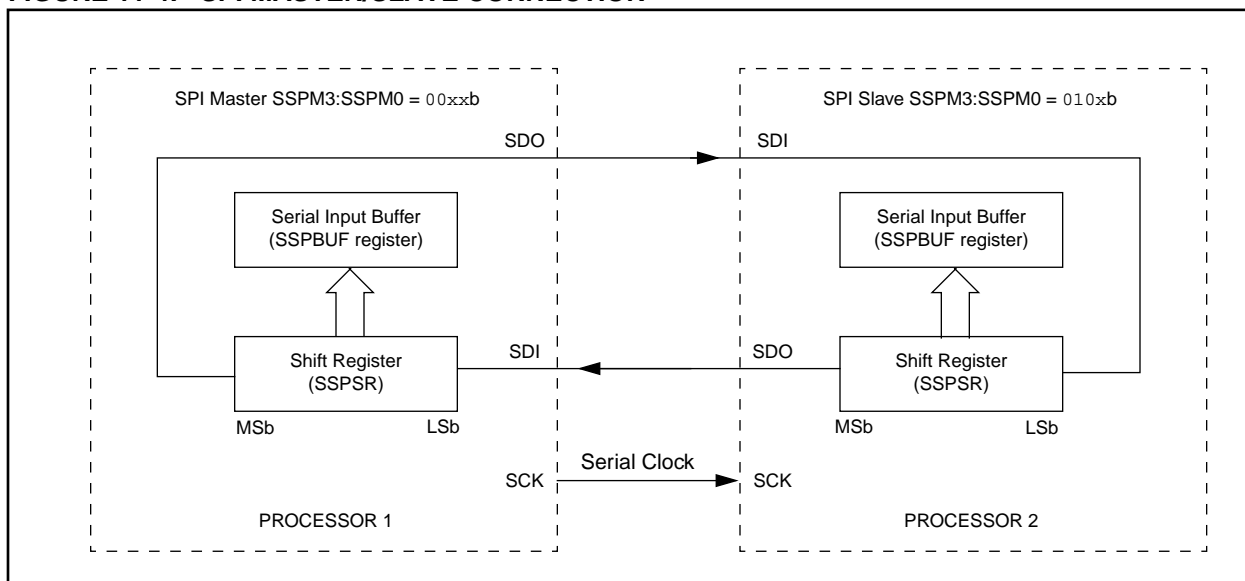 SPI Master SSPM3:SSPM0 = 00xxb
SPI Slave SSPM3:SSPM0 = 010xb
SDO
SDI
Serial Input Buffer
(SSPBUF register)
Serial Input Buffer
(SSPBUF register)
Shift Register
(SSPSR)
SDI
SDO
Shift Register
(SSPSR)
MSb
LSb
MSb
LSb
Serial Clock
SCK
SCK
PROCESSOR 1
PROCESSOR 2